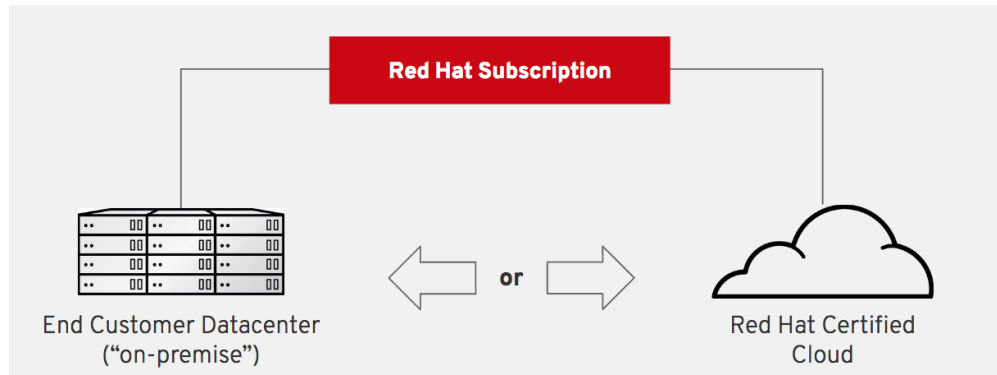 Red Hat Subscription
or
End Customer Datacenter
(“on-premise”)
Red Hat Certified
Cloud